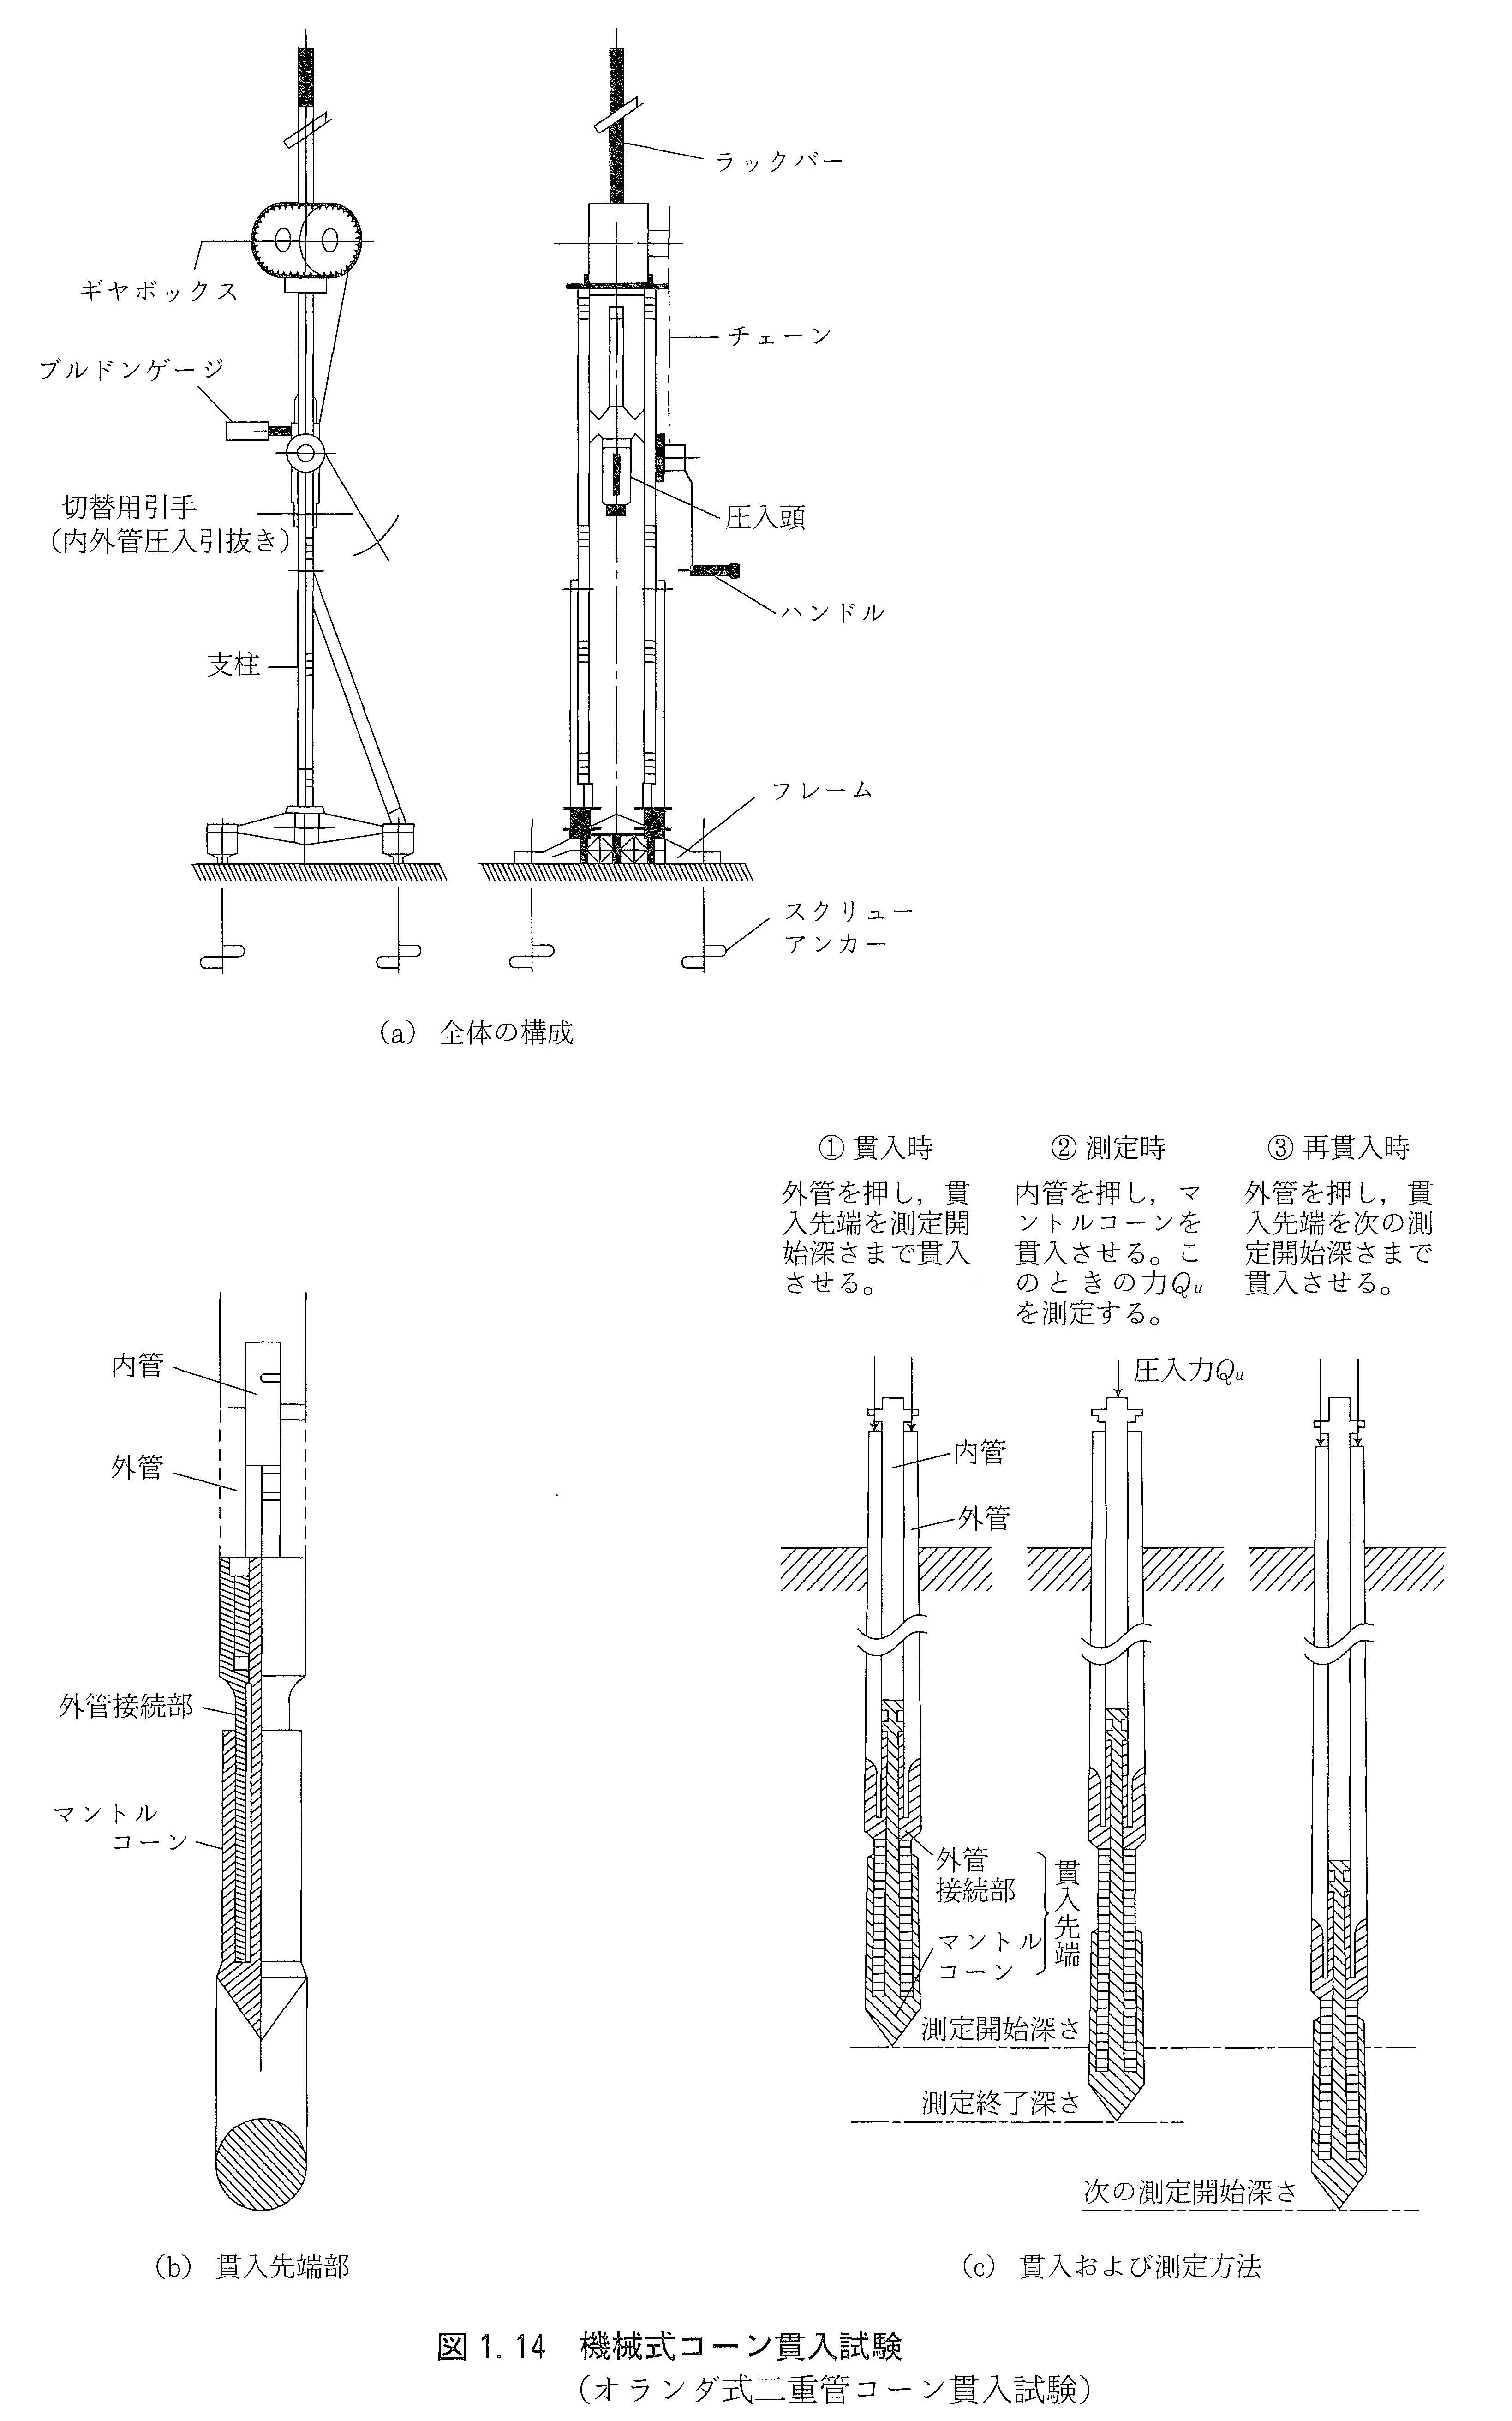 ラックバー
ギヤボックス
チェーン
ブルドンゲージ
切替用引手
(内外管圧入引抜き)
圧入頭
ハンドル
支柱
フレーム
スクリュー
アンカー
(a) 全体の構成
① 貫入時
外管を押し,貫
入先端を測定開
始深さまで貫入
させる。
② 測定時
内管を押し,マ
ントルコーンを
貫入させる。こ
のときの力Qu
を測定する。
③ 再貫入時
外管を押し,貫
入先端を次の測
定開始深さまで
貫入させる。
内管
外管
外管接続部
マントル
コーン
(b) 貫入先端部
圧入力Qu
内管
外管
外管
接続部
マントル
コーン
貫入先端
測定開始深さ
測定終了深さ
次の測定開始深さ
(c) 貫入および測定方法
図1.14 機械式コーン貫入試験
(オランダ式二重管コーン貫入試験)